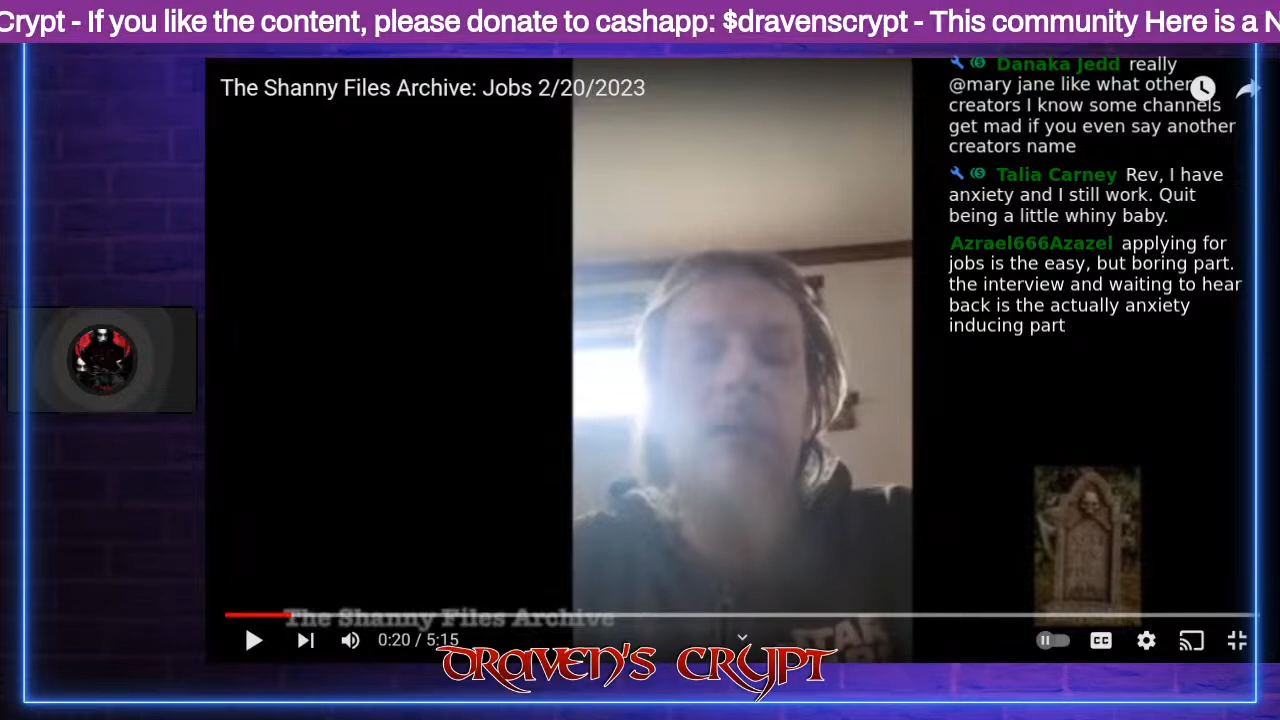 Crypt - If you like the content, please donate to cashapp: $dravenscrypt - This community Here is a N
The Shanny Files Archive: Jobs 2/20/2023
Danaka Jedd really
@mary jane like what other
creators I know some channels
get mad if you even say another
creators name
Talia Carney Rev, I have
anxiety and I still work. Quit
being a little whiny baby.
Azrael666Azazel applying for
jobs is the easy, but boring part.
the interview and waiting to hear
back is the actually anxiety
inducing part
The Shanny Files Archive
0:20 / 5:15
CC
DRAVEN'S CRYPT